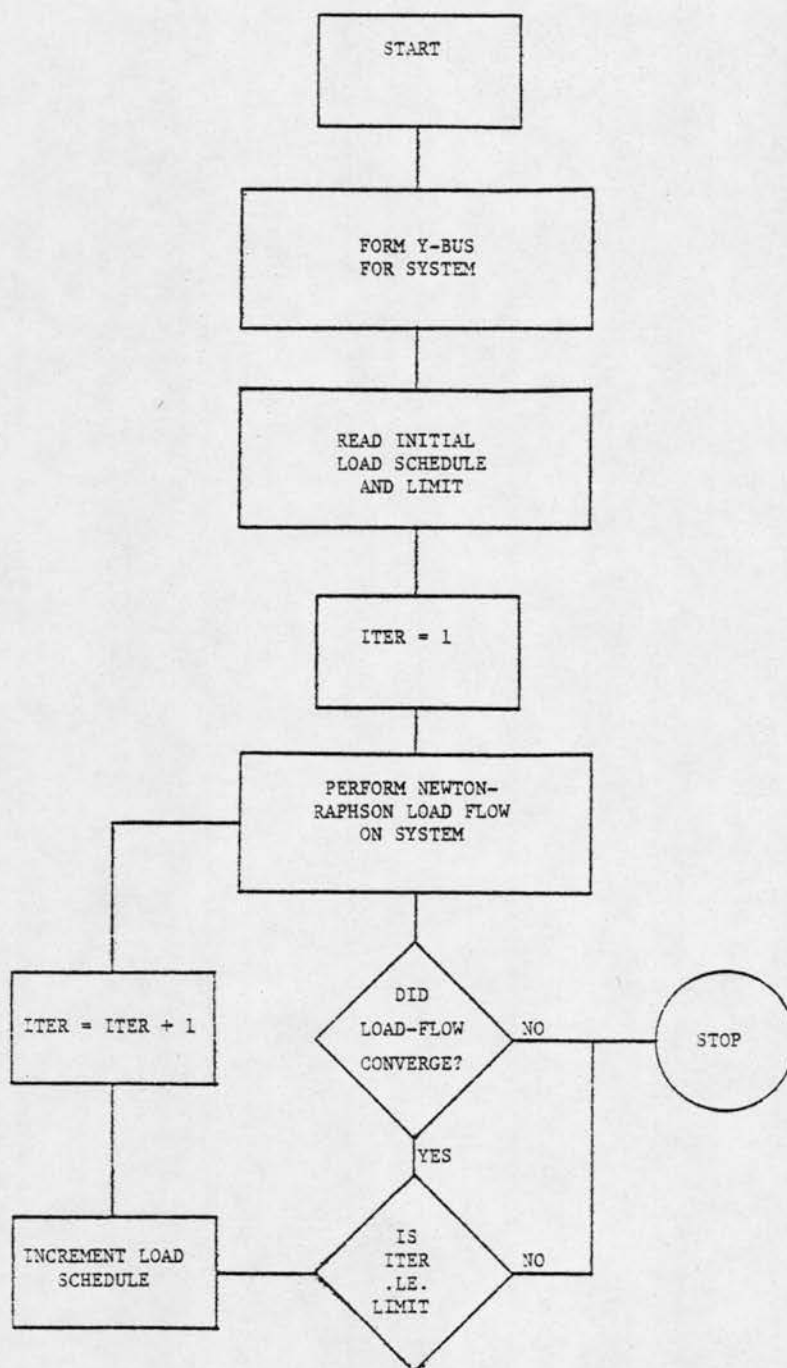 START
FORM Y-BUS
FOR SYSTEM
READ INITIAL
LOAD SCHEDULE
AND LIMIT
ITER = 1
PERFORM NEWTON-
RAPHSON LOAD FLOW
ON SYSTEM
DID
LOAD-FLOW
CONVERGE?
NO
STOP
YES
IS
ITER
.LE.
LIMIT
NO
INCREMENT LOAD
SCHEDULE
ITER = ITER + 1